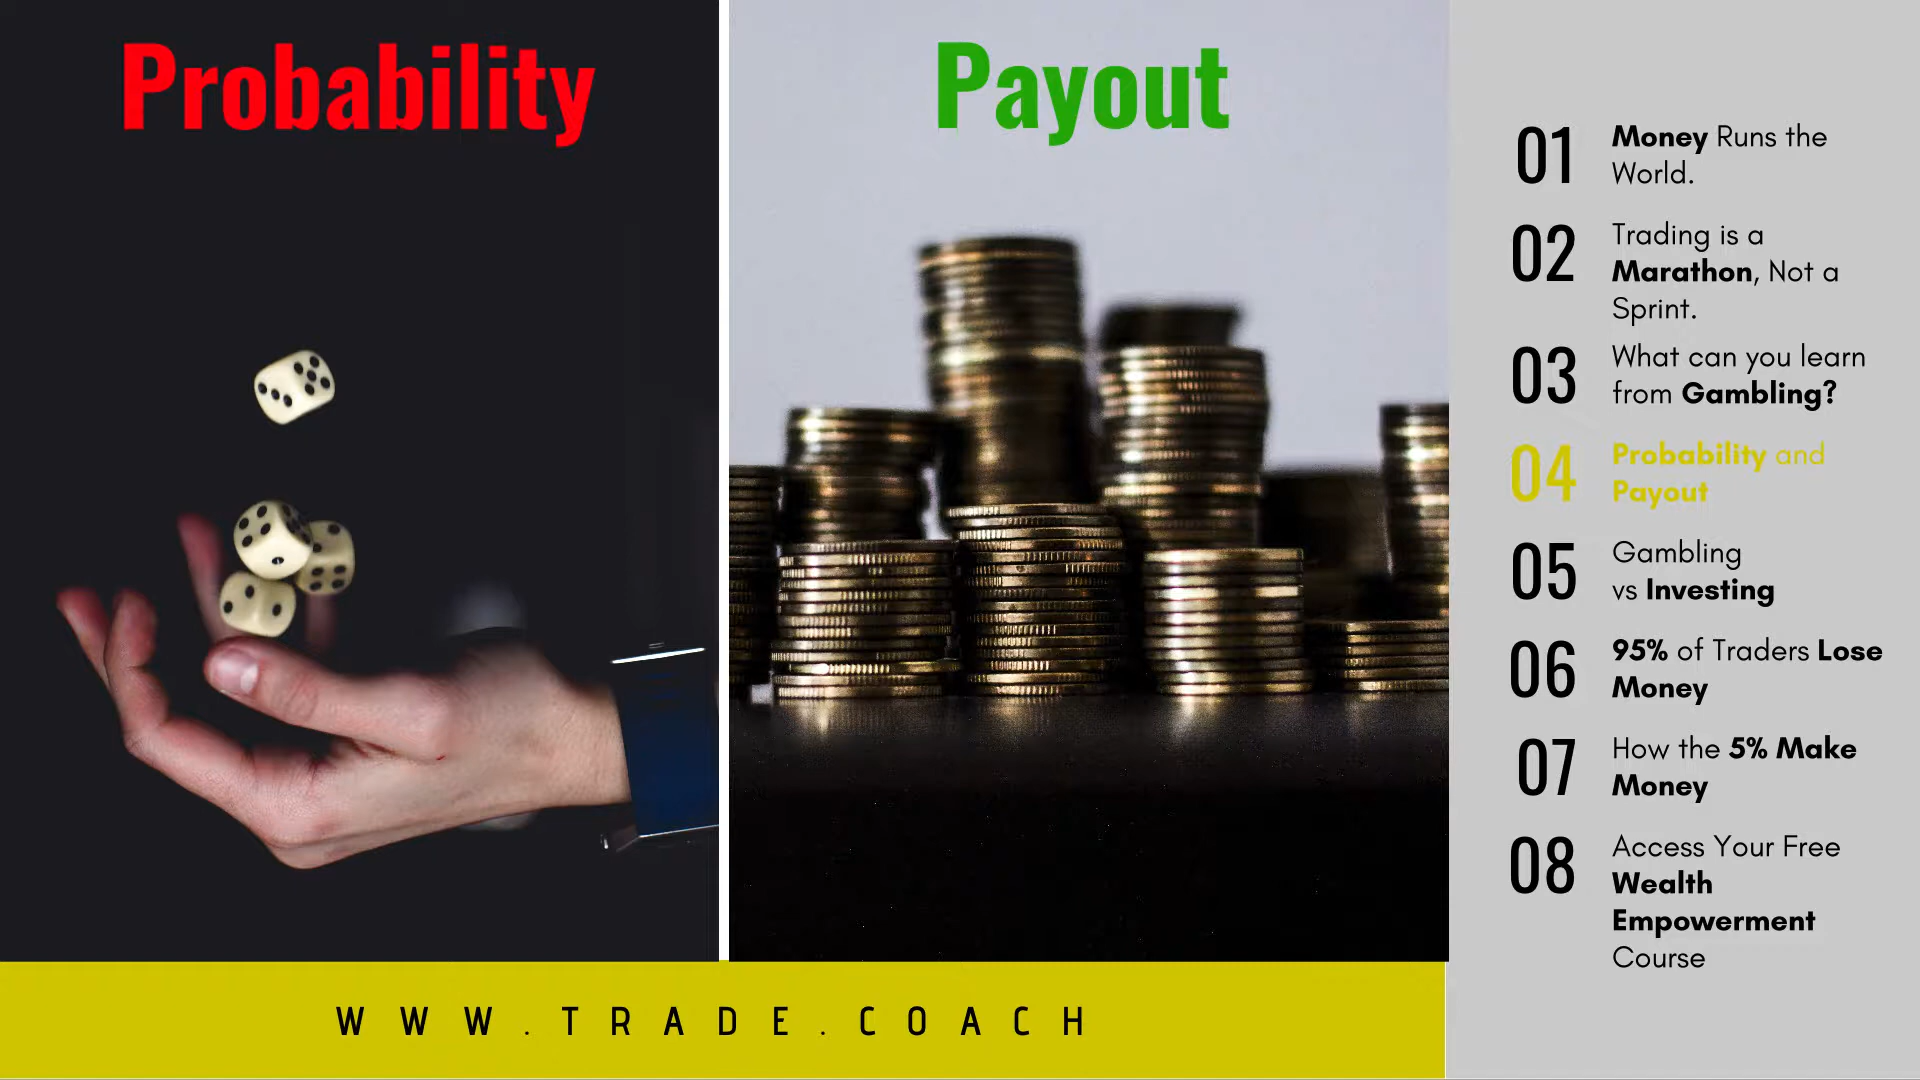 Probability
Payout
01 Money Runs the
World.
02 Trading is a
Marathon, Not a
Sprint.
03 What can you learn
from Gambling?
04 Probability and
Payout
05 Gambling
vs Investing
06 95% of Traders Lose
Money
07 How the 5% Make
Money
08 Access Your Free
Wealth
Empowerment
Course
WWW.TRADE.COACH